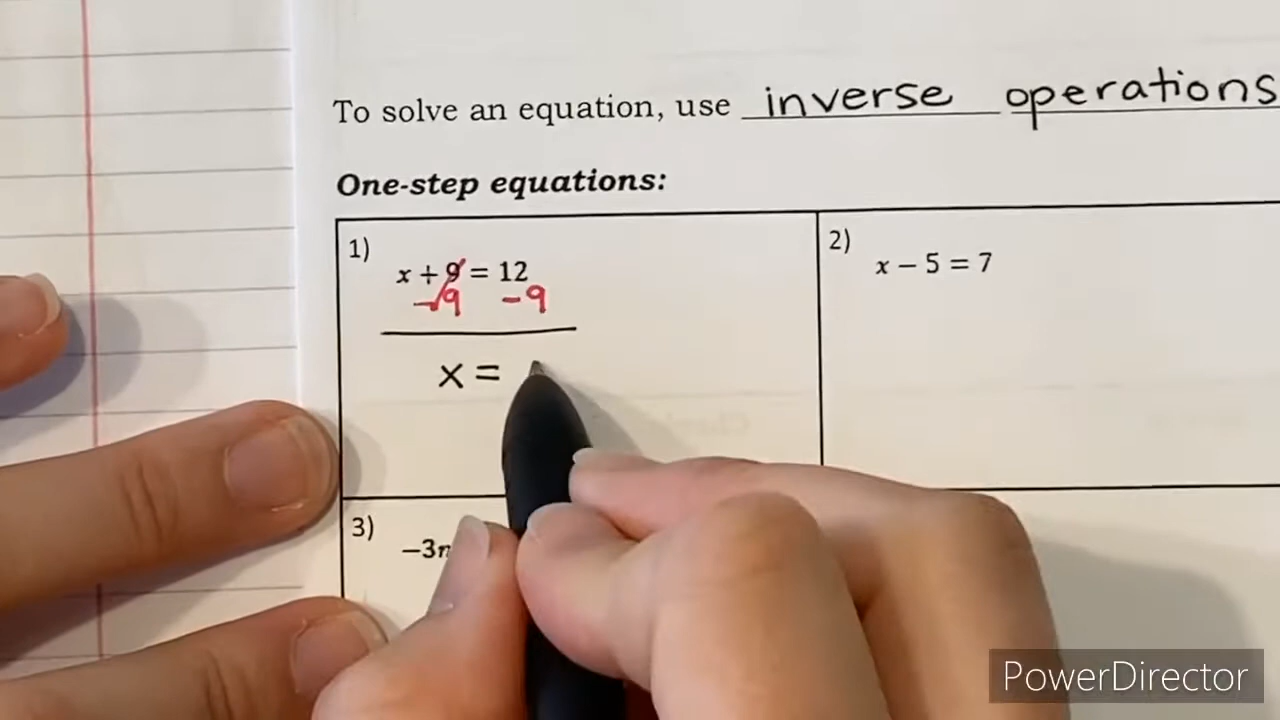 To solve an equation, use inverse operations
One-step equations:
1)
x + 9 = 12
-9 -9
x =
2)
x – 5 = 7
3)
–3
PowerDirector